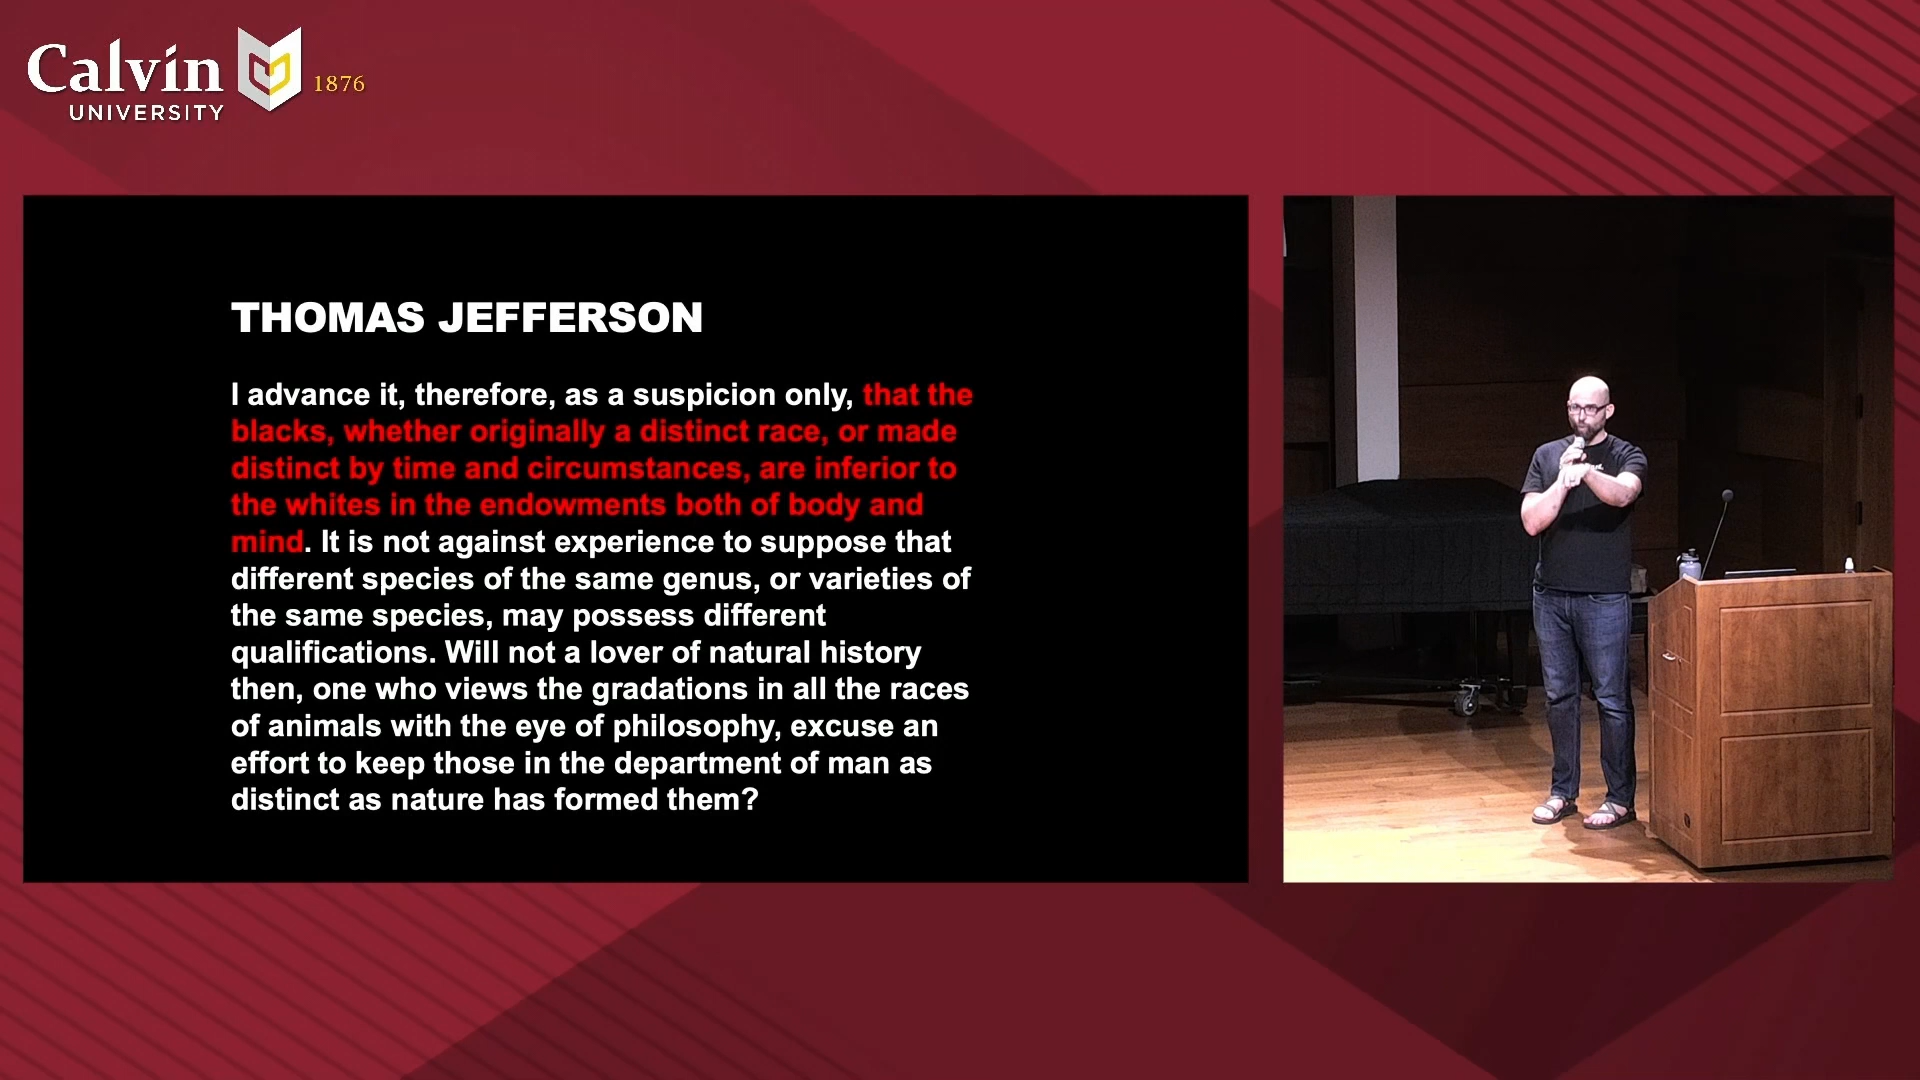 Calvin
UNIVERSITY
1876
THOMAS JEFFERSON
I advance it, therefore, as a suspicion only, that the
blacks, whether originally a distinct race, or made
distinct by time and circumstances, are inferior to
the whites in the endowments both of body and
mind. It is not against experience to suppose that
different species of the same genus, or varieties of
the same species, may possess different
qualifications. Will not a lover of natural history
then, one who views the gradations in all the races
of animals with the eye of philosophy, excuse an
effort to keep those in the department of man as
distinct as nature has formed them?